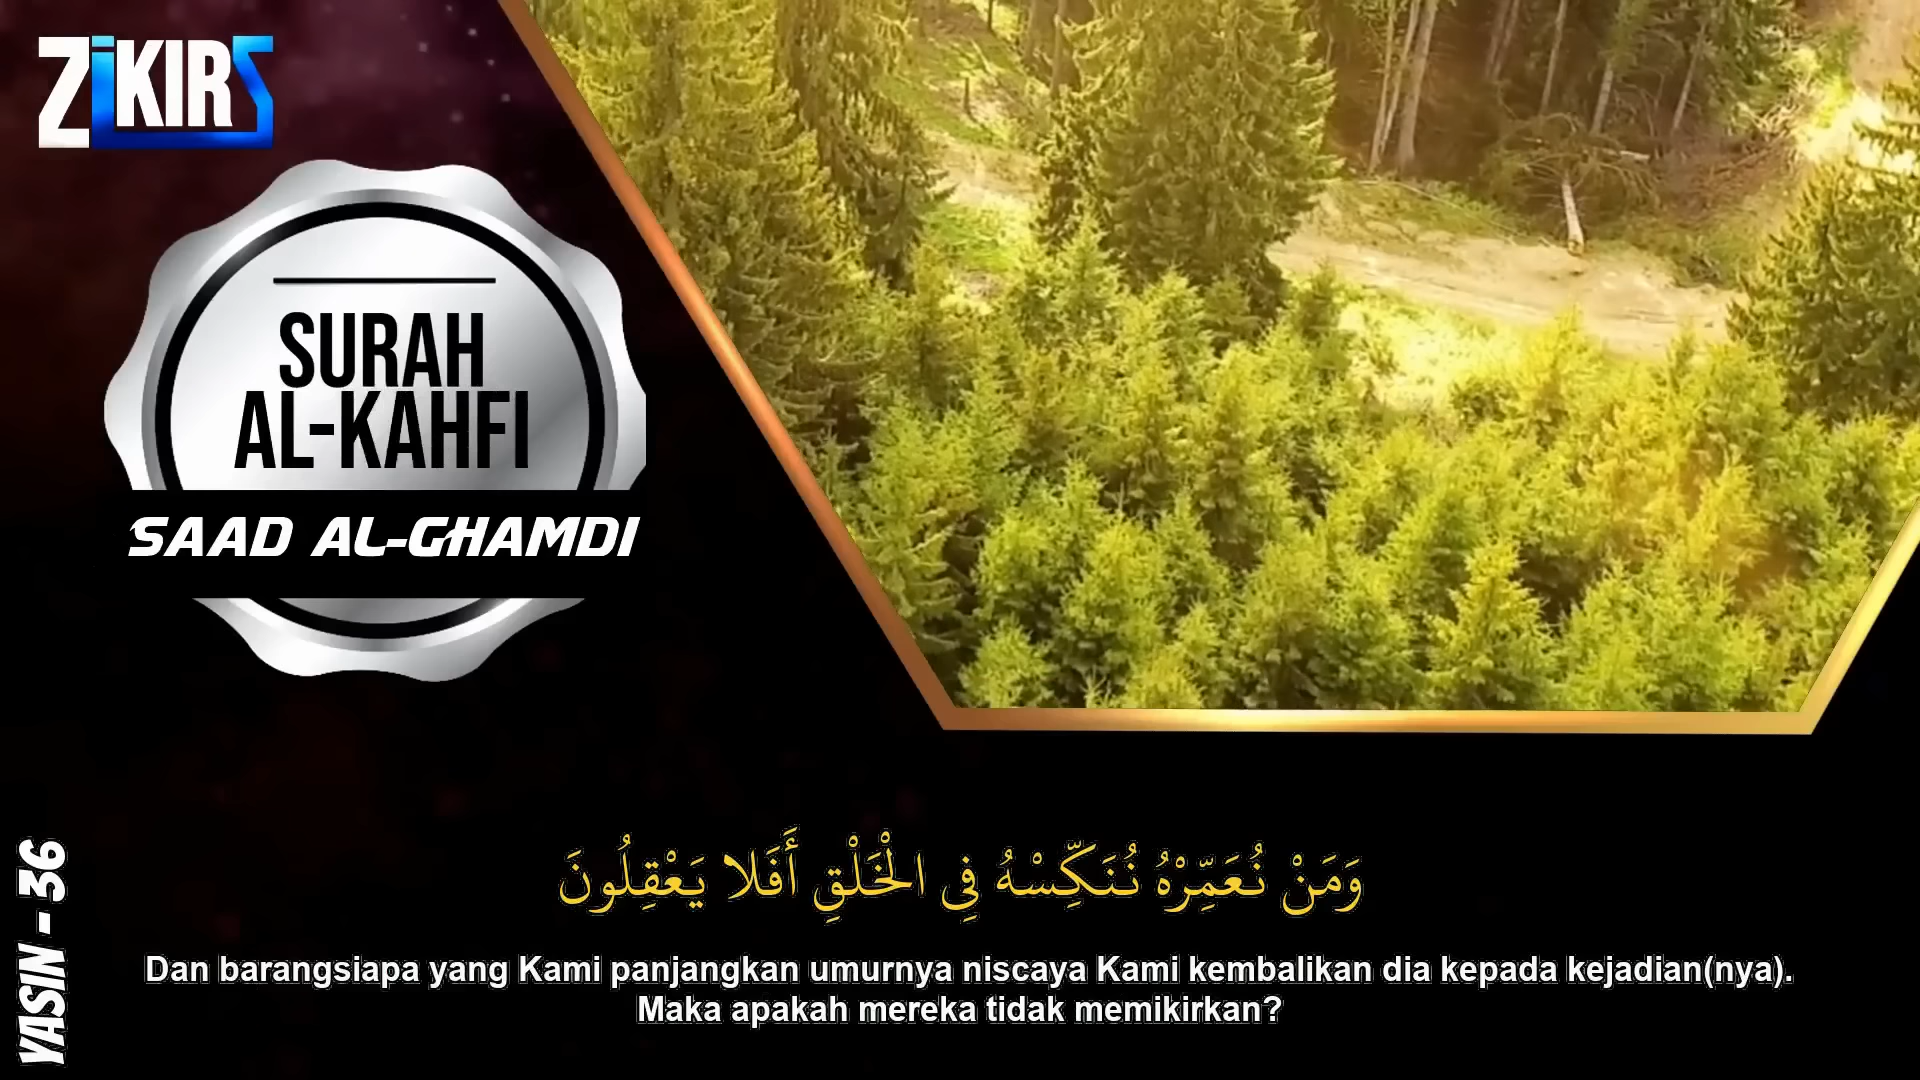 ZiKIRS
SURAH
AL-KAHFI
SAAD AL-GHAMDI
وَمَنْ نُعَمِّرْهُ نُنَكِّسْهُ فِي الْخَلْقِ أَفَلا يَعْقِلُونَ
Dan barangsiapa yang Kami panjangkan umurnya niscaya Kami kembalikan dia kepada kejadian(nya).
Maka apakah mereka tidak memikirkan?
YASIN - 36